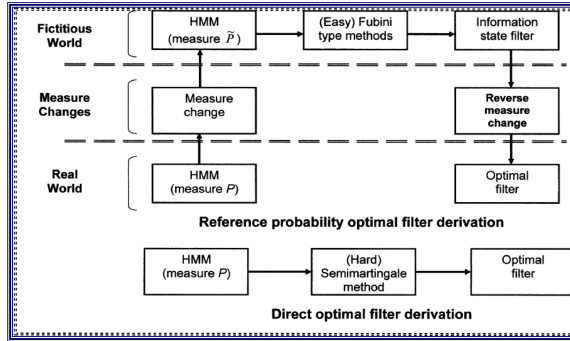 Fictitious
World
HMM
(measure P̃ )
(Easy) Fubini
type methods
Information
state filter
Measure
Changes
Measure
change
Reverse
measure
change
Real
World
HMM
(measure P)
Optimal
filter
Reference probability optimal filter derivation
HMM
(measure P)
(Hard)
Semimartingale
method
Optimal
filter
Direct optimal filter derivation